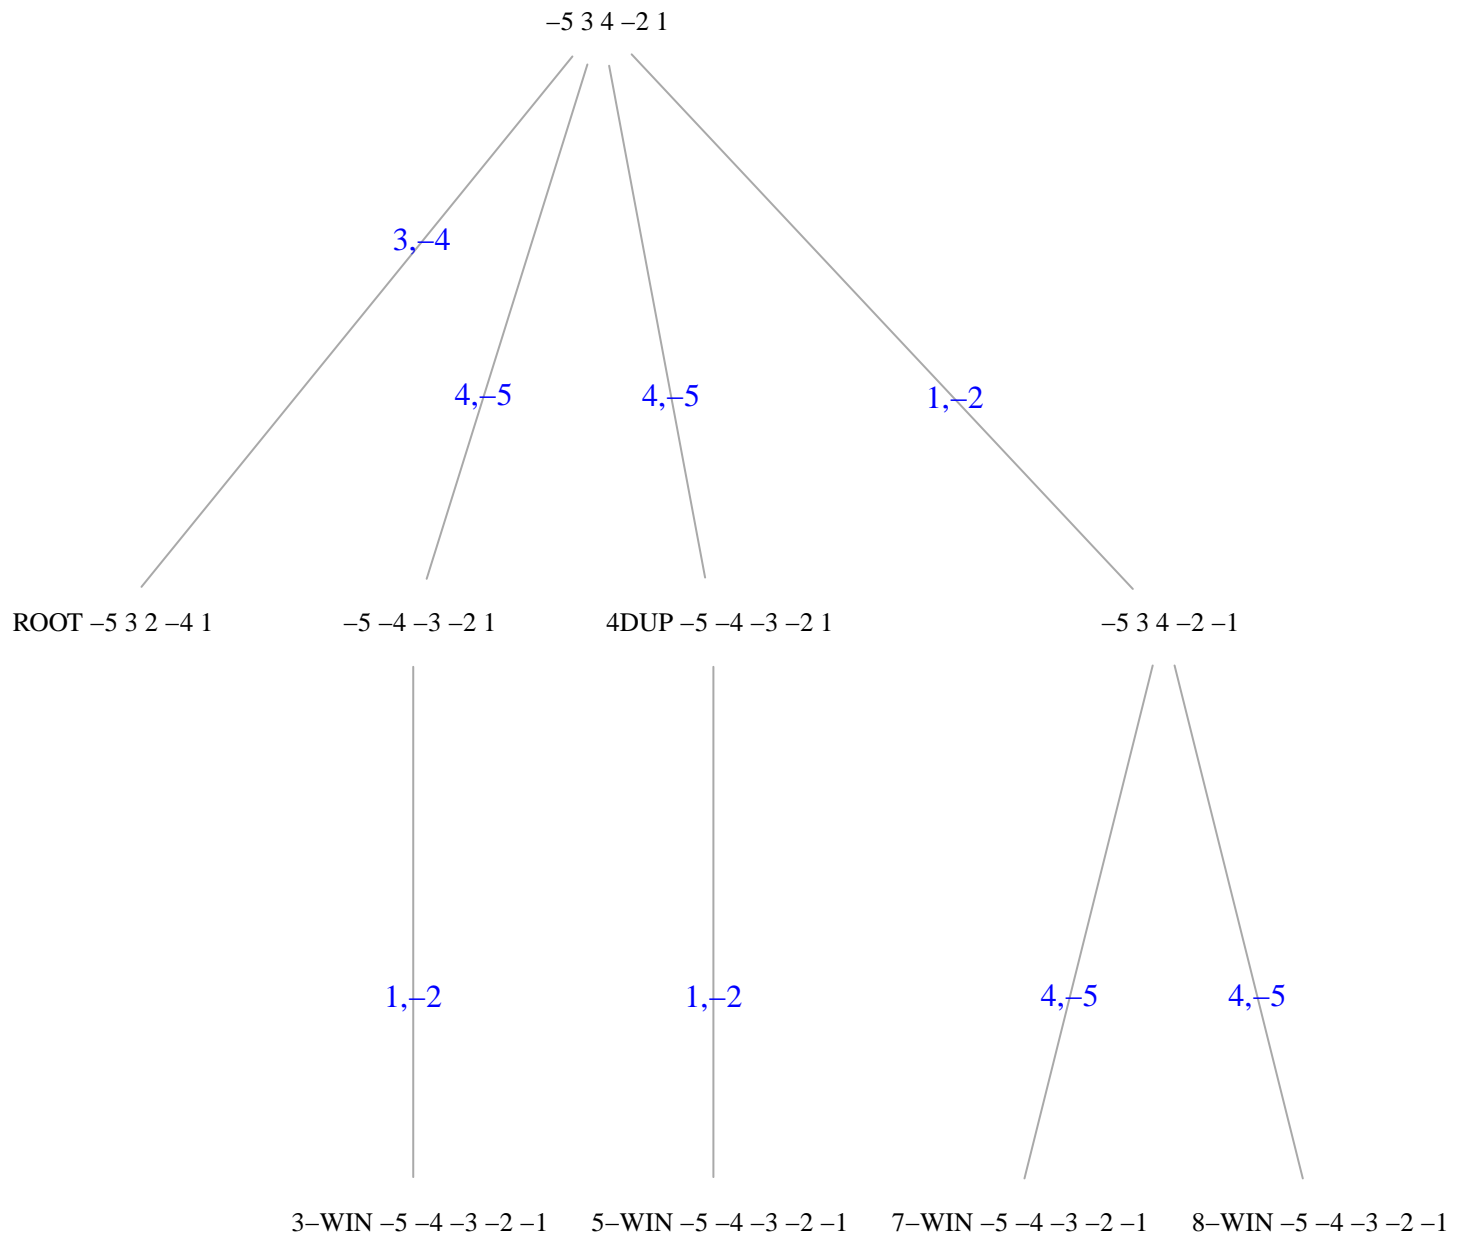 –5 3 4 –2 1
3,–4
4,–5
4,–5
1,–2
ROOT –5 3 2 –4 1
–5 –4 –3 –2 1
4DUP –5 –4 –3 –2 1
–5 3 4 –2 –1
1,–2
1,–2
4,–5
4,–5
3–WIN –5 –4 –3 –2 –1
5–WIN –5 –4 –3 –2 –1
7–WIN –5 –4 –3 –2 –1
8–WIN –5 –4 –3 –2 –1